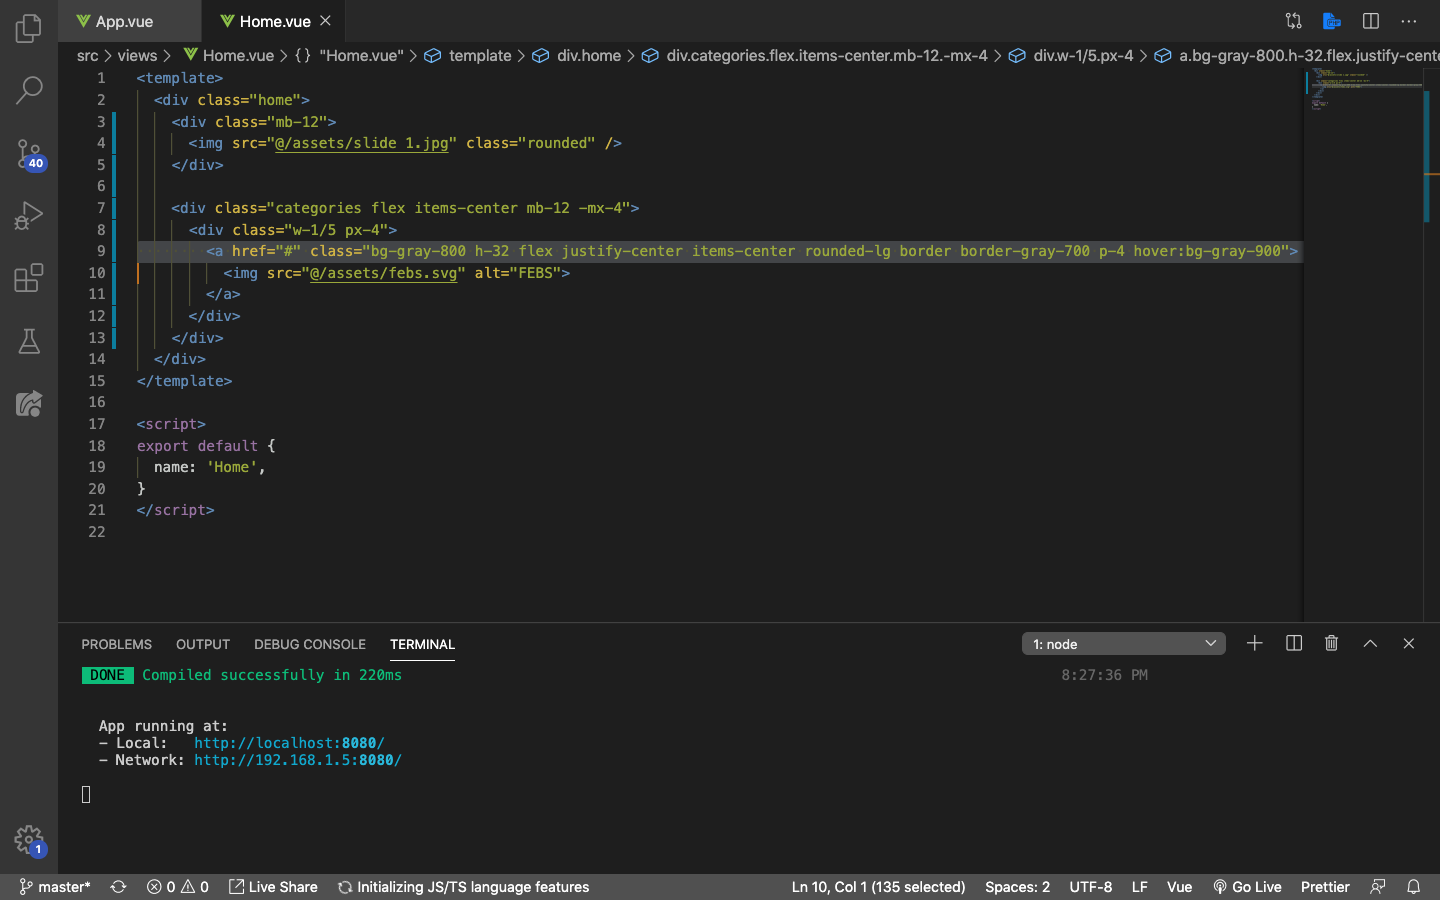 App.vue
Home.vue
src > views > Home.vue > {} "Home.vue" > template > div.home > div.categories.flex.items-center.mb-12.-mx-4 > div.w-1/5.px-4 > a.bg-gray-800.h-32.flex.justify-cente
1 <template>
2 <div class="home">
3 <div class="mb-12">
4 <img src="@/assets/slide 1.jpg" class="rounded" />
5 </div>
6
7 <div class="categories flex items-center mb-12 -mx-4">
8 <div class="w-1/5 px-4">
9 <a href="#" class="bg-gray-800 h-32 flex justify-center items-center rounded-lg border border-gray-700 p-4 hover:bg-gray-900">
10 <img src="@/assets/febs.svg" alt="FEBS">
11 </a>
12 </div>
13 </div>
14 </div>
15 </template>
16
17 <script>
18 export default {
19 name: 'Home',
20 }
21 </script>
22
40
PROBLEMS OUTPUT DEBUG CONSOLE TERMINAL 1: node
DONE Compiled successfully in 220ms 8:27:36 PM
App running at:
- Local: http://localhost:8080/
- Network: http://192.168.1.5:8080/
1
master* 0 0 Live Share Initializing JS/TS language features Ln 10, Col 1 (135 selected) Spaces: 2 UTF-8 LF Vue Go Live Prettier